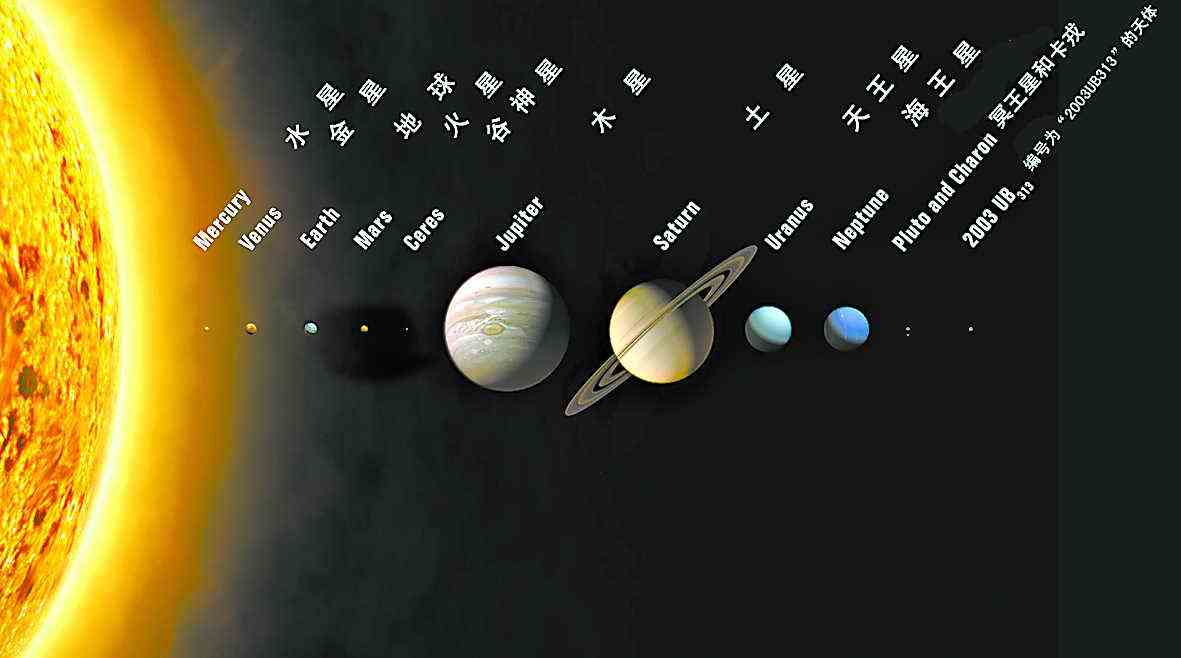 水星
金星
地球
火星
谷神星
木星
土星
天王星
海王星
冥王星和卡戎
编号为“2003UB313”的天体
Mercury
Venus
Earth
Mars
Ceres
Jupiter
Saturn
Uranus
Neptune
Pluto and Charon
2003 UB313